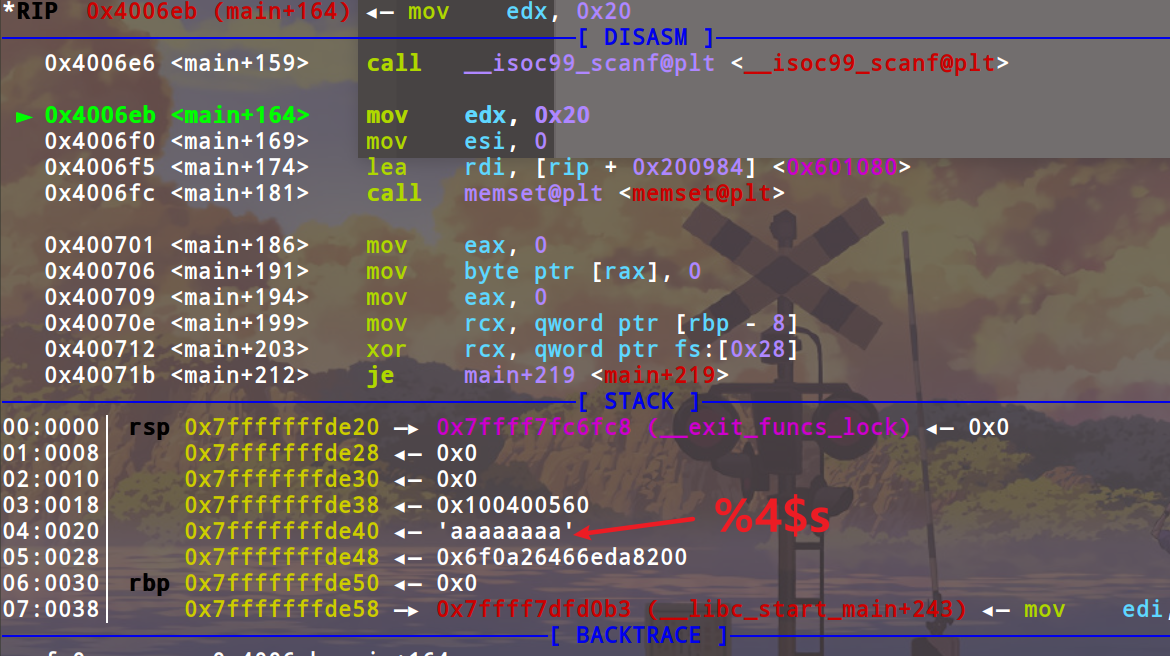 *RIP  0x4006eb (main+164) ◂— mov    edx, 0x20
[ DISASM ]
0x4006e6 <main+159>    call   __isoc99_scanf@plt <__isoc99_scanf@plt>
► 0x4006eb <main+164>    mov    edx, 0x20
0x4006f0 <main+169>    mov    esi, 0
0x4006f5 <main+174>    lea    rdi, [rip + 0x200984] <0x601080>
0x4006fc <main+181>    call   memset@plt <memset@plt>
0x400701 <main+186>    mov    eax, 0
0x400706 <main+191>    mov    byte ptr [rax], 0
0x400709 <main+194>    mov    eax, 0
0x40070e <main+199>    mov    rcx, qword ptr [rbp - 8]
0x400712 <main+203>    xor    rcx, qword ptr fs:[0x28]
0x40071b <main+212>    je     main+219 <main+219>
[ STACK ]
00:0000│ rsp 0x7fffffffde20 —▸ 0x7ffff7fc6fc8 (__exit_funcs_lock) ◂— 0x0
01:0008│     0x7fffffffde28 ◂— 0x0
02:0010│     0x7fffffffde30 ◂— 0x0
03:0018│     0x7fffffffde38 ◂— 0x100400560
04:0020│     0x7fffffffde40 ◂— 'aaaaaaaa' %4$s
05:0028│     0x7fffffffde48 ◂— 0x6f0a26466eda8200
06:0030│ rbp 0x7fffffffde50 ◂— 0x0
07:0038│     0x7fffffffde58 —▸ 0x7ffff7dfd0b3 (__libc_start_main+243) ◂— mov    edi,
[ BACKTRACE ]